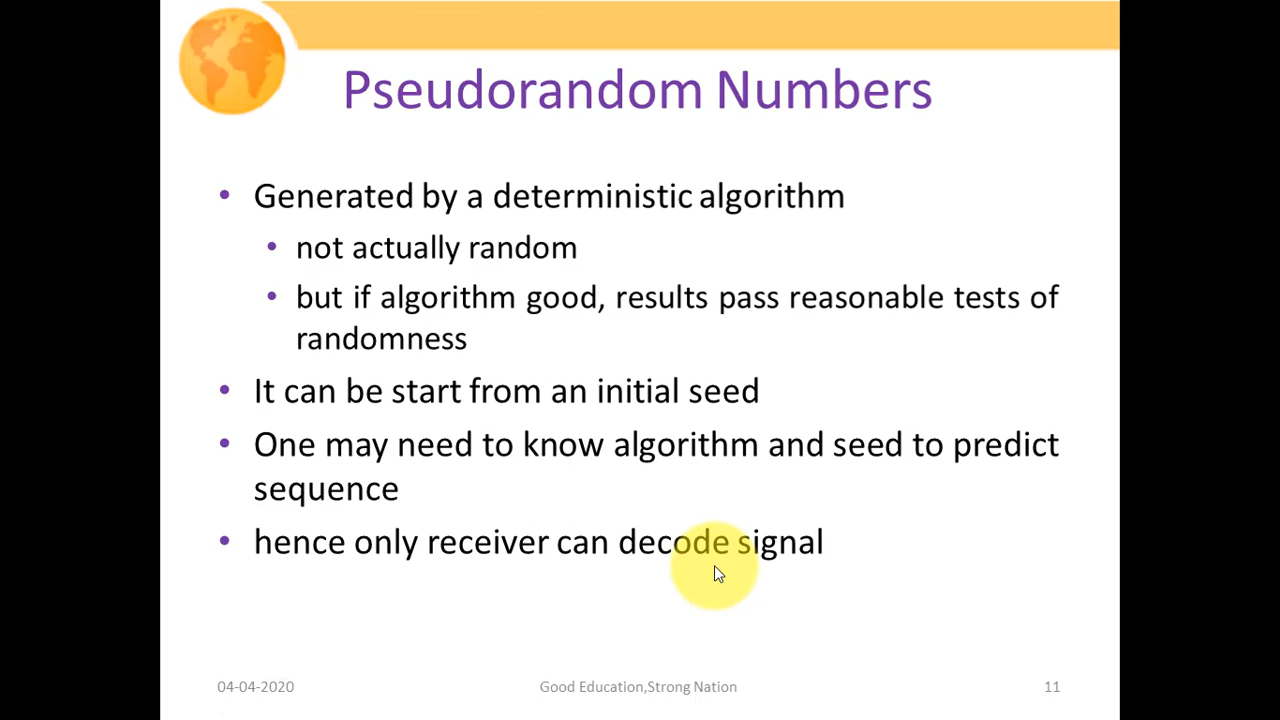 Pseudorandom Numbers
• Generated by a deterministic algorithm
• not actually random
• but if algorithm good, results pass reasonable tests of
randomness
• It can be start from an initial seed
• One may need to know algorithm and seed to predict
sequence
• hence only receiver can decode signal
04-04-2020
Good Education,Strong Nation
11